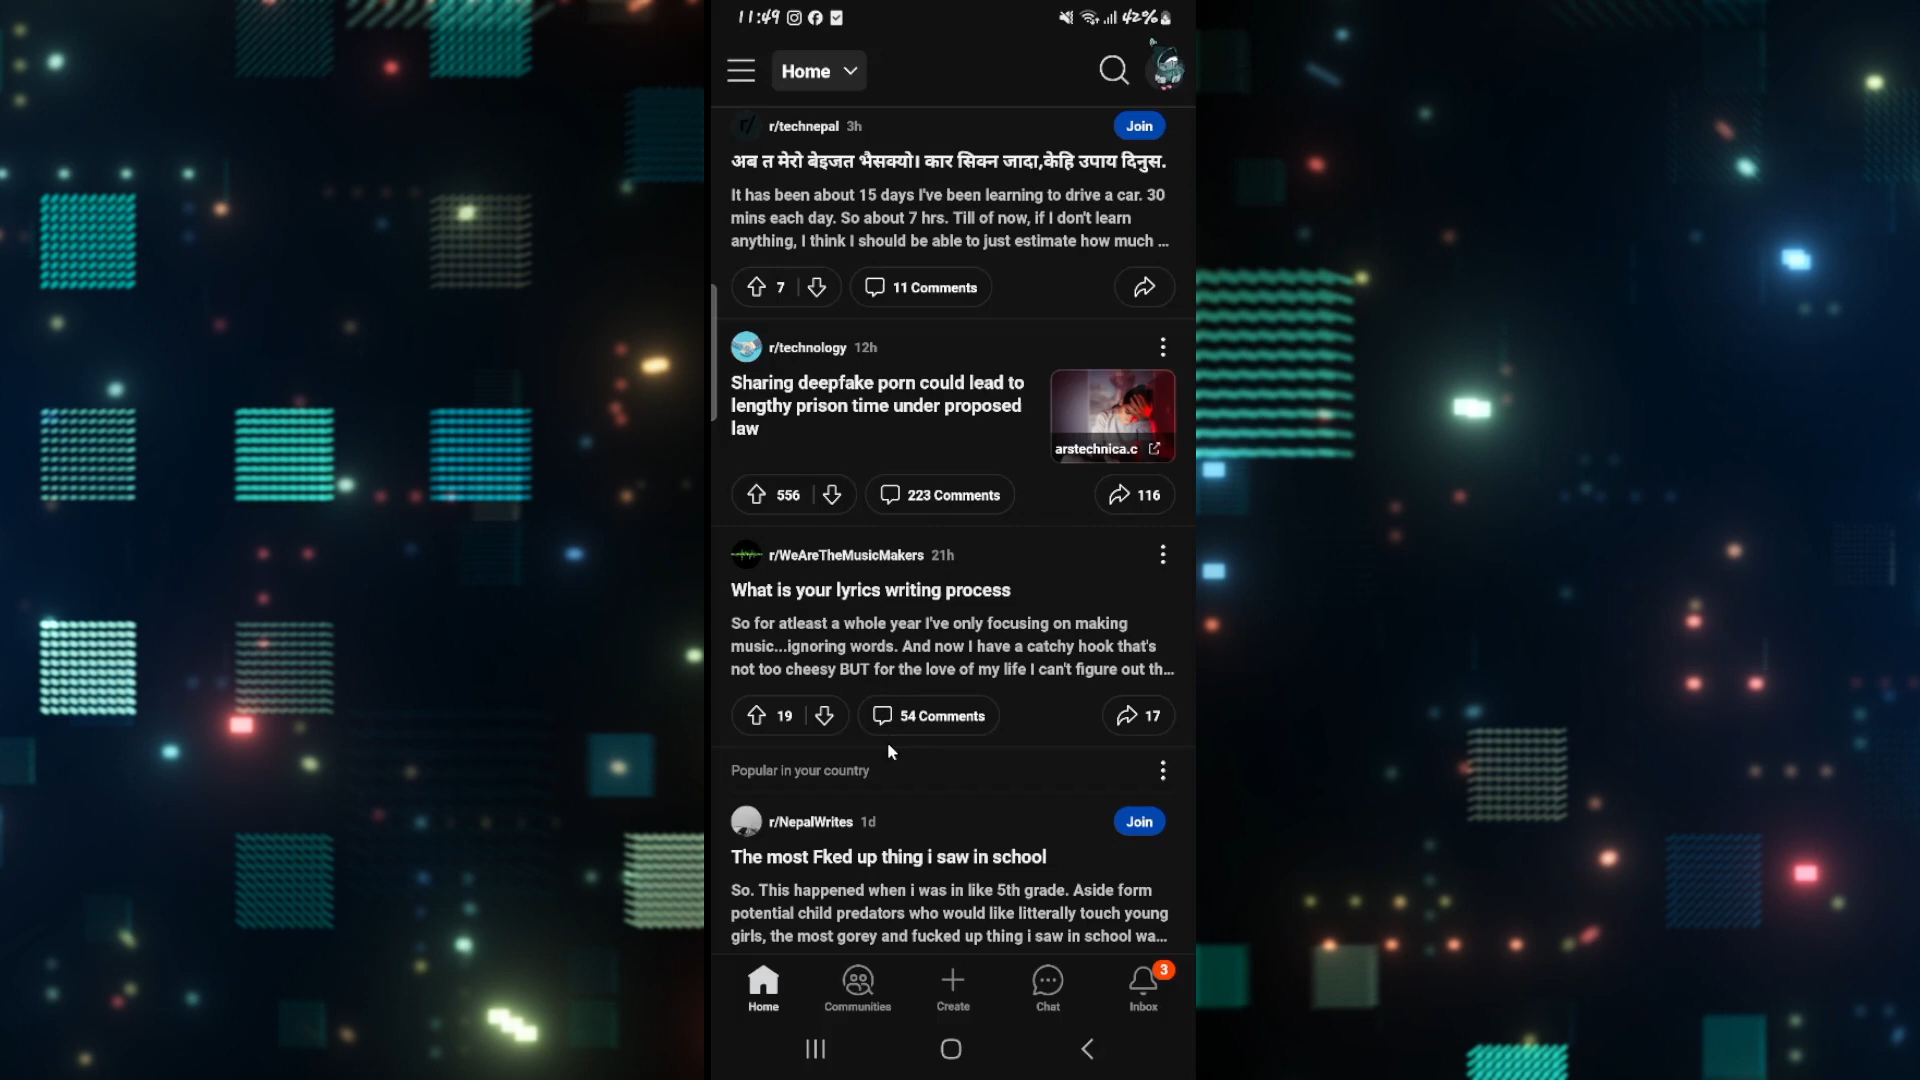 11:49 42%
Home
r/technepal 3h Join
अब त मेरो बेइजत भैसक्यो। कार सिक्न जादा,केहि उपाय दिनुस.
It has been about 15 days I've been learning to drive a car. 30
mins each day. So about 7 hrs. Till of now, if I don't learn
anything, I think I should be able to just estimate how much ...
7 11 Comments
r/technology 12h
Sharing deepfake porn could lead to
lengthy prison time under proposed
law
arstechnica.c
556 223 Comments 116
r/WeAreTheMusicMakers 21h
What is your lyrics writing process
So for atleast a whole year I've only focusing on making
music...ignoring words. And now I have a catchy hook that's
not too cheesy BUT for the love of my life I can't figure out th...
19 54 Comments 17
Popular in your country
r/NepalWrites 1d Join
The most Fked up thing i saw in school
So. This happened when i was in like 5th grade. Aside form
potential child predators who would like litterally touch young
girls, the most gorey and fucked up thing i saw in school wa...
3
Home Communities Create Chat Inbox